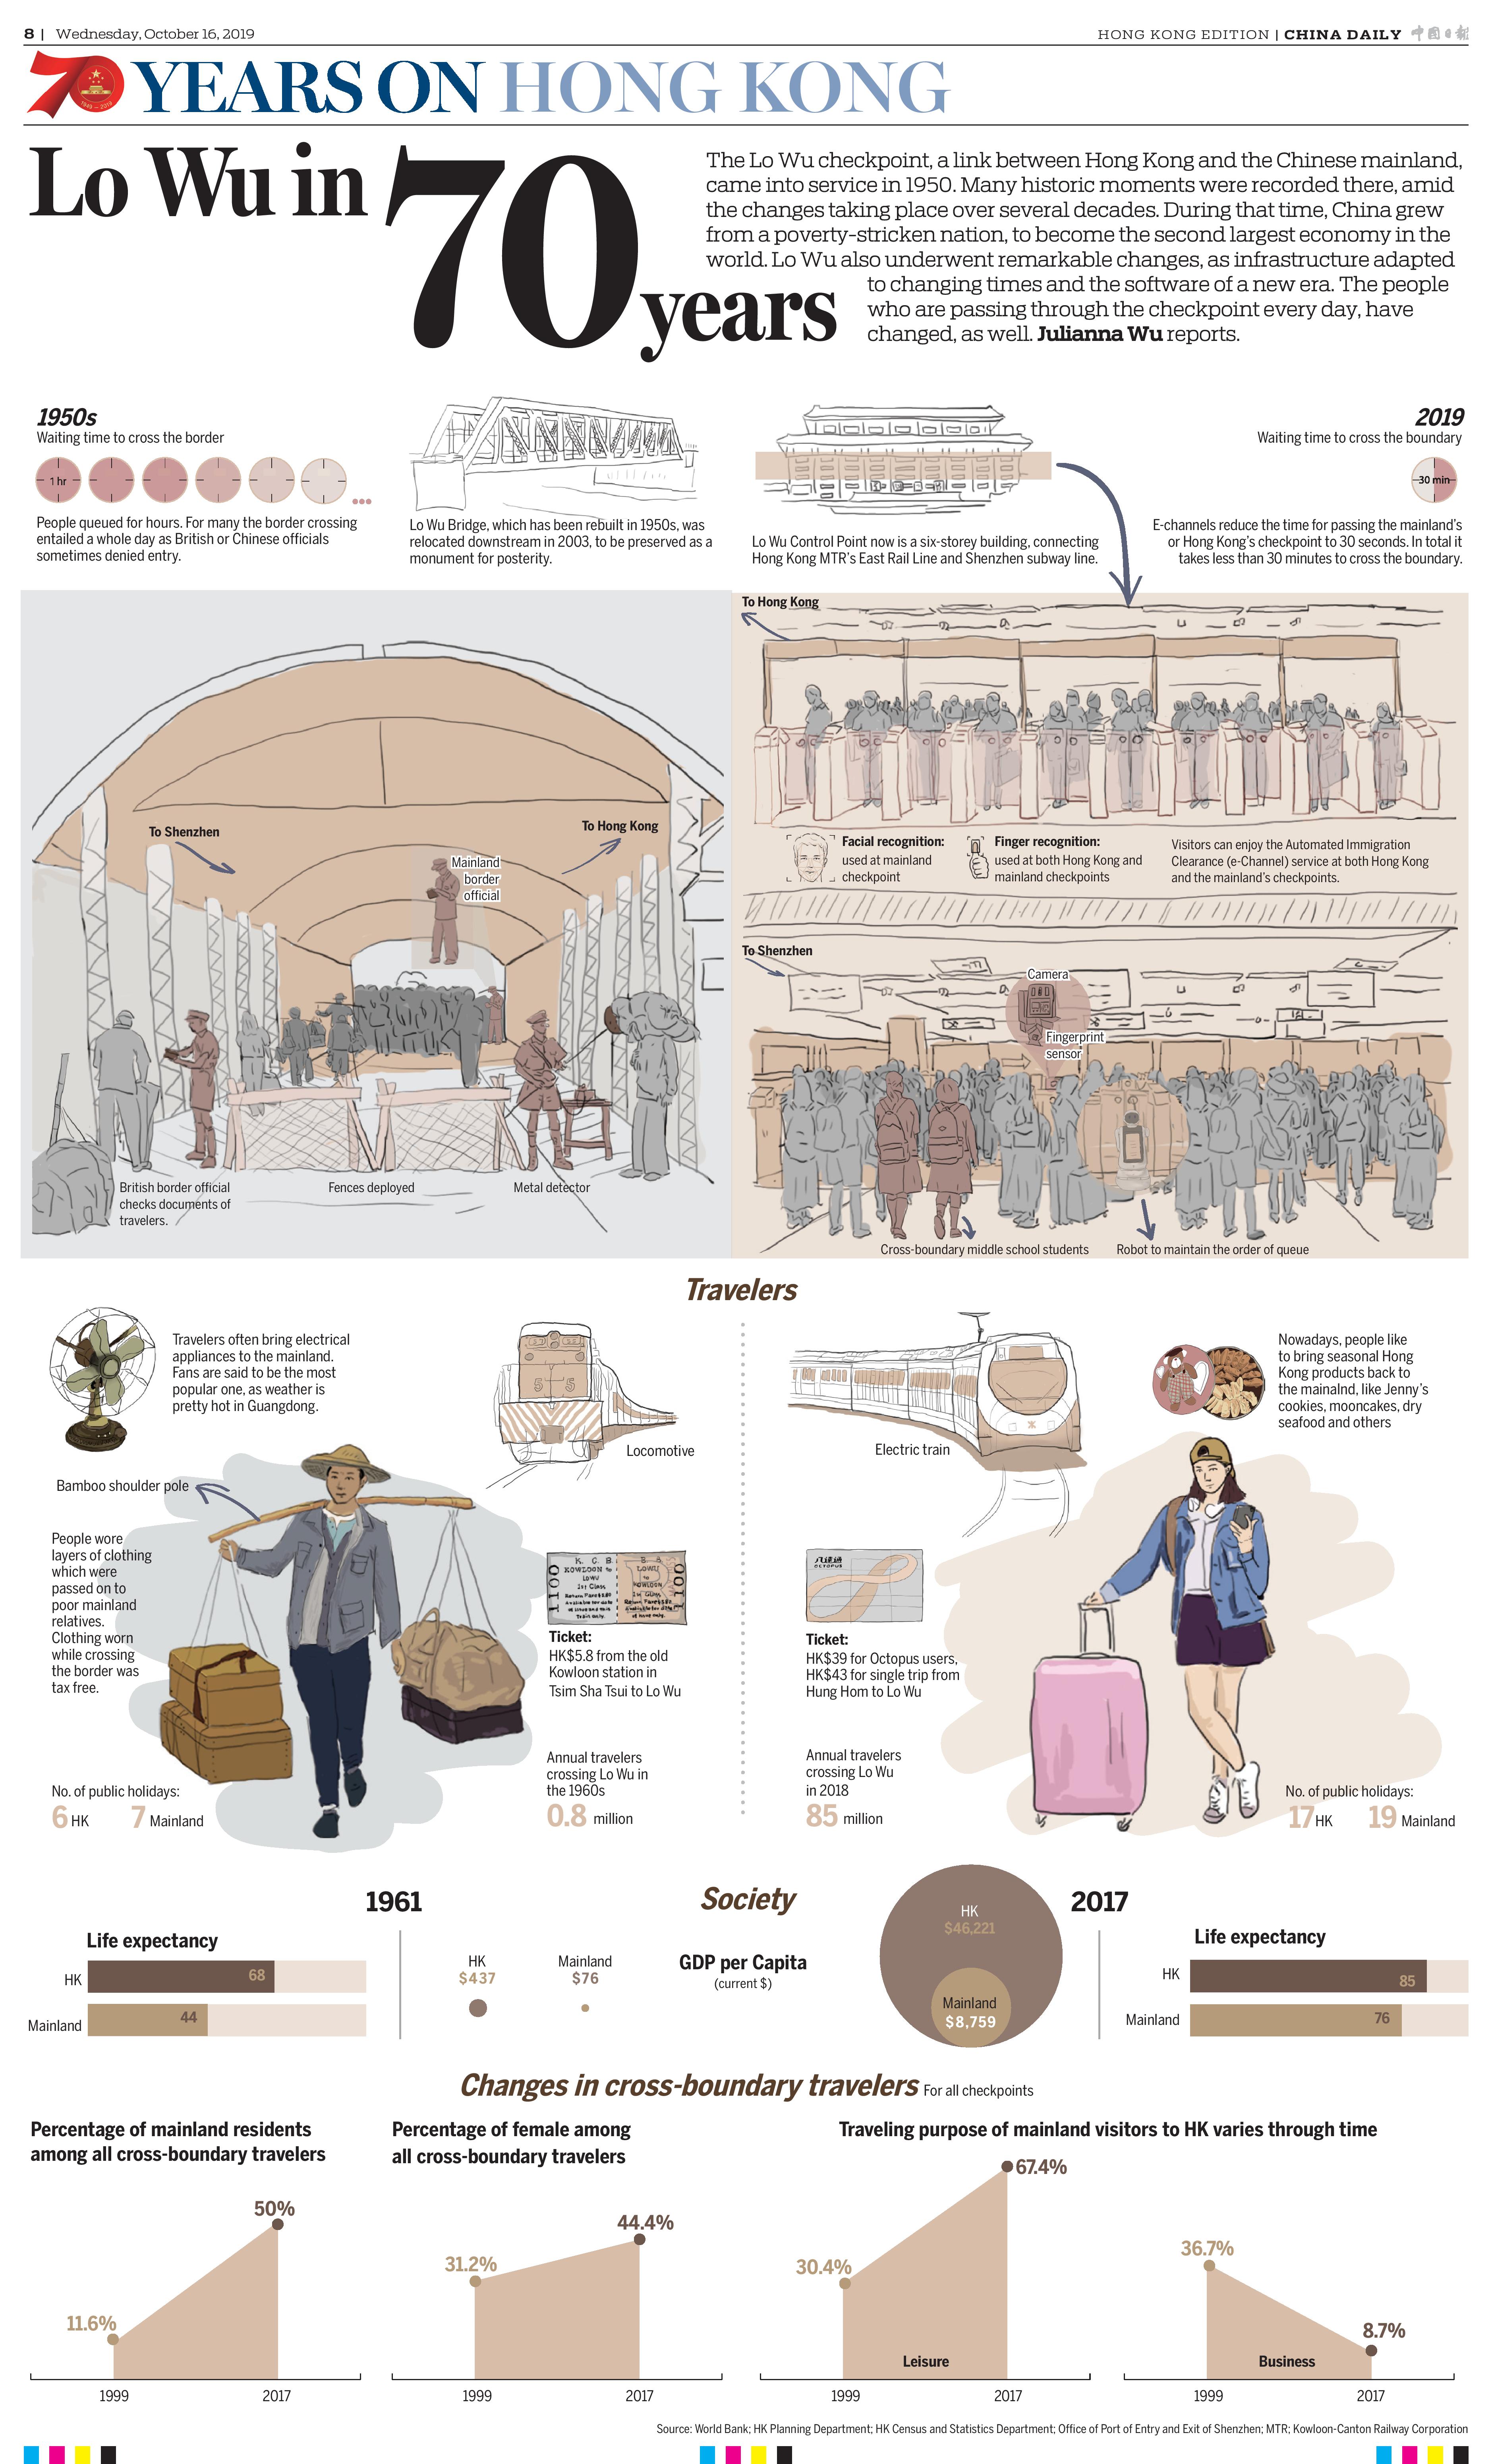 8 | Wednesday, October 16, 2019
HONG KONG EDITION | CHINA DAILY 中國日報
70 YEARS ON HONG KONG
1949 – 2019
Lo Wu in 70 years
The Lo Wu checkpoint, a link between Hong Kong and the Chinese mainland,
came into service in 1950. Many historic moments were recorded there, amid
the changes taking place over several decades. During that time, China grew
from a poverty-stricken nation, to become the second largest economy in the
world. Lo Wu also underwent remarkable changes, as infrastructure adapted
to changing times and the software of a new era. The people
who are passing through the checkpoint every day, have
changed, as well. Julianna Wu reports.
1950s
Waiting time to cross the border
1 hr
People queued for hours. For many the border crossing
entailed a whole day as British or Chinese officials
sometimes denied entry.
Lo Wu Bridge, which has been rebuilt in 1950s, was
relocated downstream in 2003, to be preserved as a
monument for posterity.
Lo Wu Control Point now is a six-storey building, connecting
Hong Kong MTR's East Rail Line and Shenzhen subway line.
2019
Waiting time to cross the boundary
30 min
E-channels reduce the time for passing the mainland's
or Hong Kong's checkpoint to 30 seconds. In total it
takes less than 30 minutes to cross the boundary.
To Shenzhen
To Hong Kong
Mainland
border
official
British border official
checks documents of
travelers.
Fences deployed
Metal detector
To Hong Kong
Facial recognition:
used at mainland
checkpoint
Finger recognition:
used at both Hong Kong and
mainland checkpoints
Visitors can enjoy the Automated Immigration
Clearance (e-Channel) service at both Hong Kong
and the mainland's checkpoints.
To Shenzhen
Camera
Fingerprint
sensor
Cross-boundary middle school students
Robot to maintain the order of queue
Travelers
Travelers often bring electrical
appliances to the mainland.
Fans are said to be the most
popular one, as weather is
pretty hot in Guangdong.
5 5
Locomotive
Bamboo shoulder pole
People wore
layers of clothing
which were
passed on to
poor mainland
relatives.
Clothing worn
while crossing
the border was
tax free.
1100
K. C. R.
KOWLOON to
LOWU
1st Class
LOWU
to
KOWLOON
1100
Ticket:
HK$5.8 from the old
Kowloon station in
Tsim Sha Tsui to Lo Wu
Annual travelers
crossing Lo Wu in
the 1960s
0.8 million
No. of public holidays:
6 HK 7 Mainland
Electric train
Nowadays, people like
to bring seasonal Hong
Kong products back to
the mainalnd, like Jenny's
cookies, mooncakes, dry
seafood and others
八達通
OCTOPUS
Ticket:
HK$39 for Octopus users,
HK$43 for single trip from
Hung Hom to Lo Wu
Annual travelers
crossing Lo Wu
in 2018
85 million
No. of public holidays:
17 HK 19 Mainland
Society
1961
Life expectancy
HK 68
Mainland 44
HK
$437
Mainland
$76
GDP per Capita
(current $)
HK
$46,221
Mainland
$8,759
2017
Life expectancy
HK 85
Mainland 76
Changes in cross-boundary travelers For all checkpoints
Percentage of mainland residents
among all cross-boundary travelers
11.6%
50%
1999 2017
Percentage of female among
all cross-boundary travelers
31.2%
44.4%
1999 2017
Traveling purpose of mainland visitors to HK varies through time
30.4%
67.4%
Leisure
1999 2017
36.7%
8.7%
Business
1999 2017
Source: World Bank; HK Planning Department; HK Census and Statistics Department; Office of Port of Entry and Exit of Shenzhen; MTR; Kowloon-Canton Railway Corporation